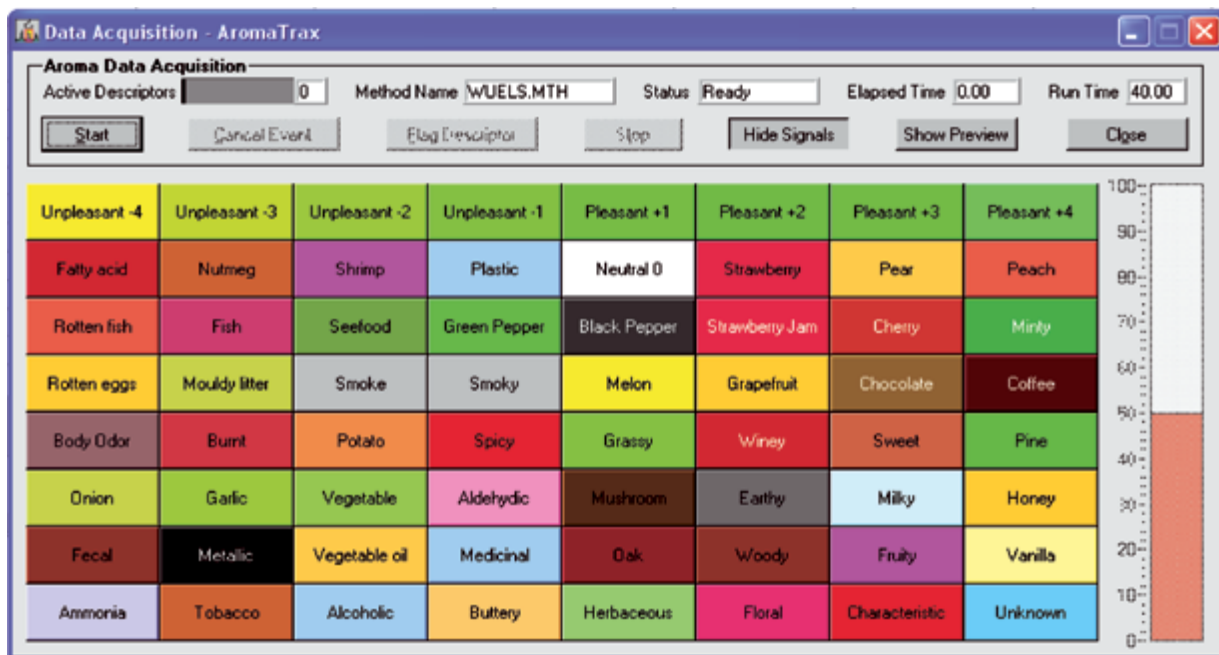 Data Acquisition - AromaTrax
Aroma Data Acquisition
Active Descriptors 0 Method Name WUELS.MTH Status Ready Elapsed Time 0.00 Run Time 40.00
Start Cancel Event Flag Descriptor Stop Hide Signals Show Preview Close
Unpleasant -4 Unpleasant -3 Unpleasant -2 Unpleasant -1 Pleasant +1 Pleasant +2 Pleasant +3 Pleasant +4
Fatty acid Nutmeg Shrimp Plastic Neutral 0 Strawberry Pear Peach
Rotten fish Fish Seefood Green Pepper Black Pepper Strawberry Jam Cherry Minty
Rotten eggs Mouldy litter Smoke Smoky Melon Grapefruit Chocolate Coffee
Body Odor Burnt Potato Spicy Grassy Winey Sweet Pine
Onion Garlic Vegetable Aldehydic Mushroom Earthy Milky Honey
Fecal Metallic Vegetable oil Medicinal Oak Woody Fruity Vanilla
Ammonia Tobacco Alcoholic Buttery Herbaceous Floral Characteristic Unknown
100
90
80
70
60
50
40
30
20
10
0